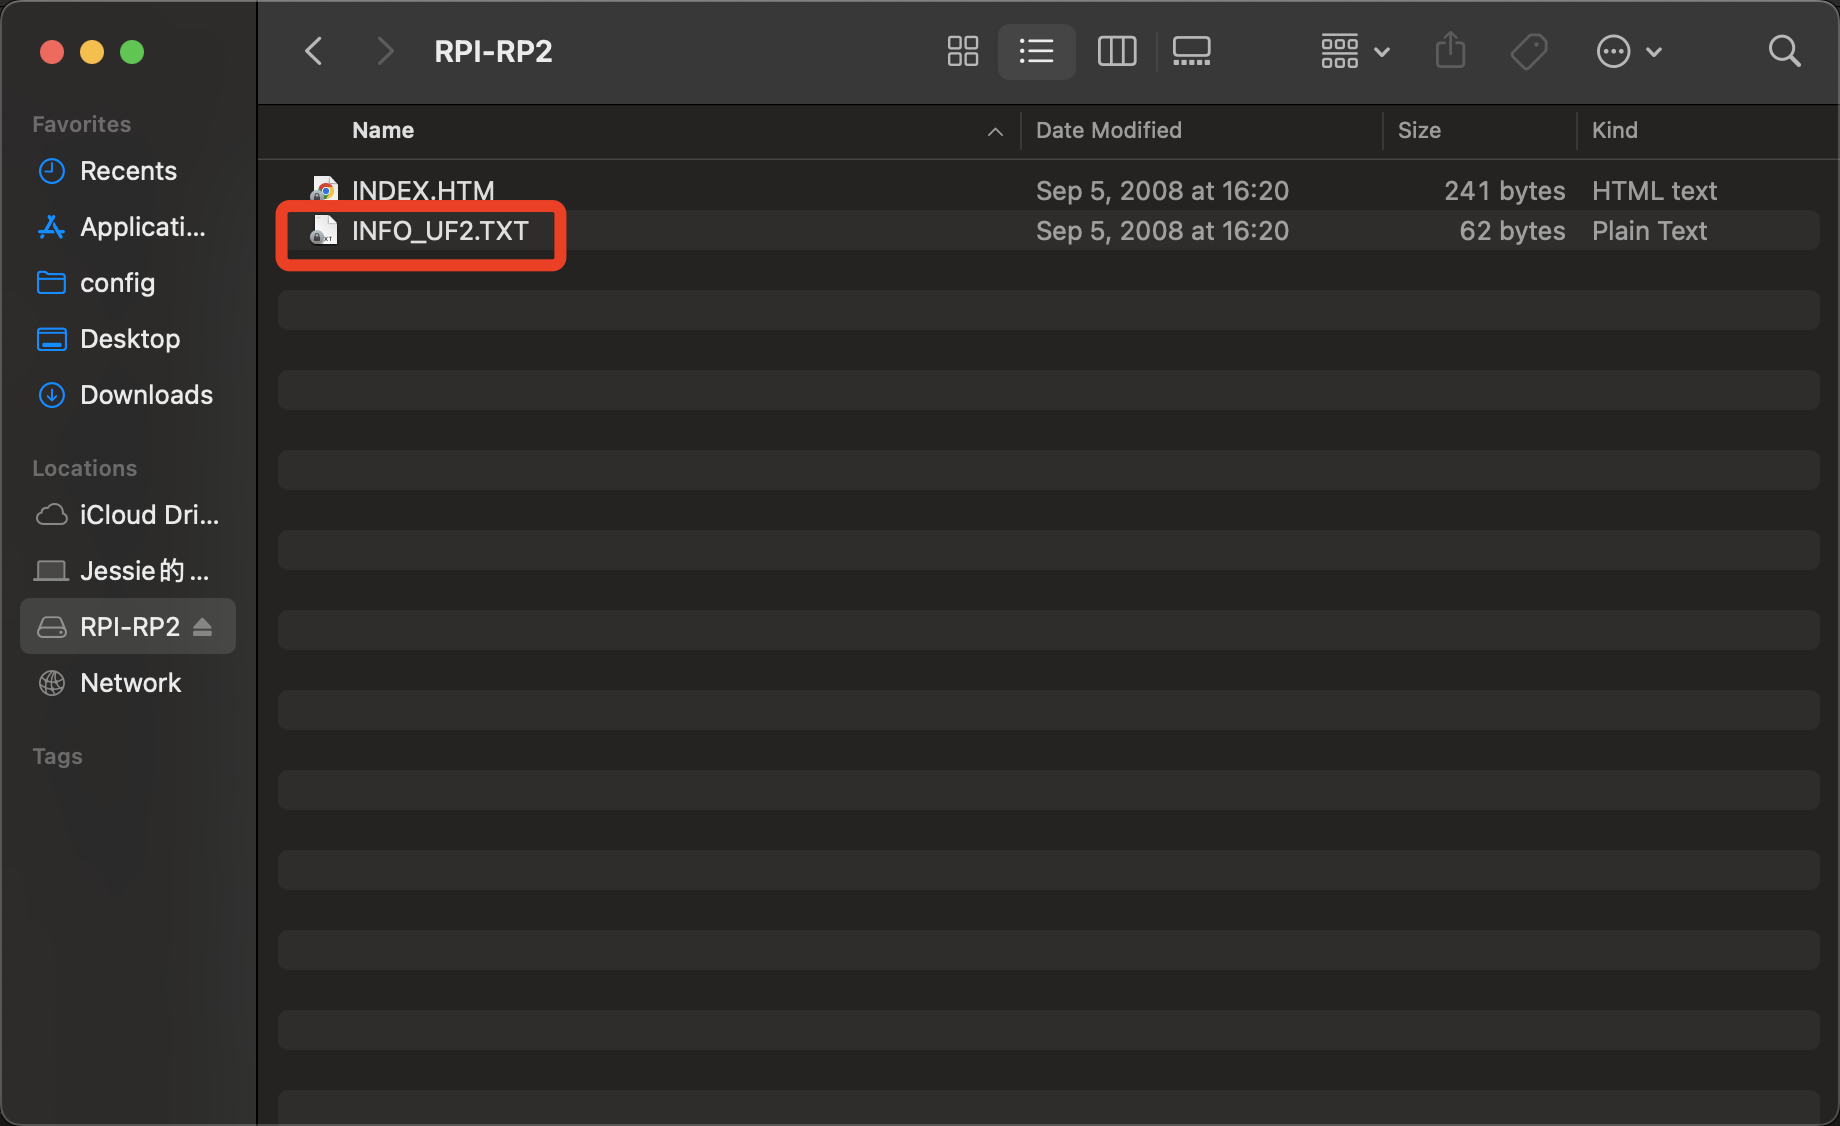 RPI-RP2
Favorites
Recents
Applicati...
config
Desktop
Downloads
Locations
iCloud Dri...
Jessie的 ...
RPI-RP2
Network
Tags
Name Date Modified Size Kind
INDEX.HTM Sep 5, 2008 at 16:20 241 bytes HTML text
INFO_UF2.TXT Sep 5, 2008 at 16:20 62 bytes Plain Text